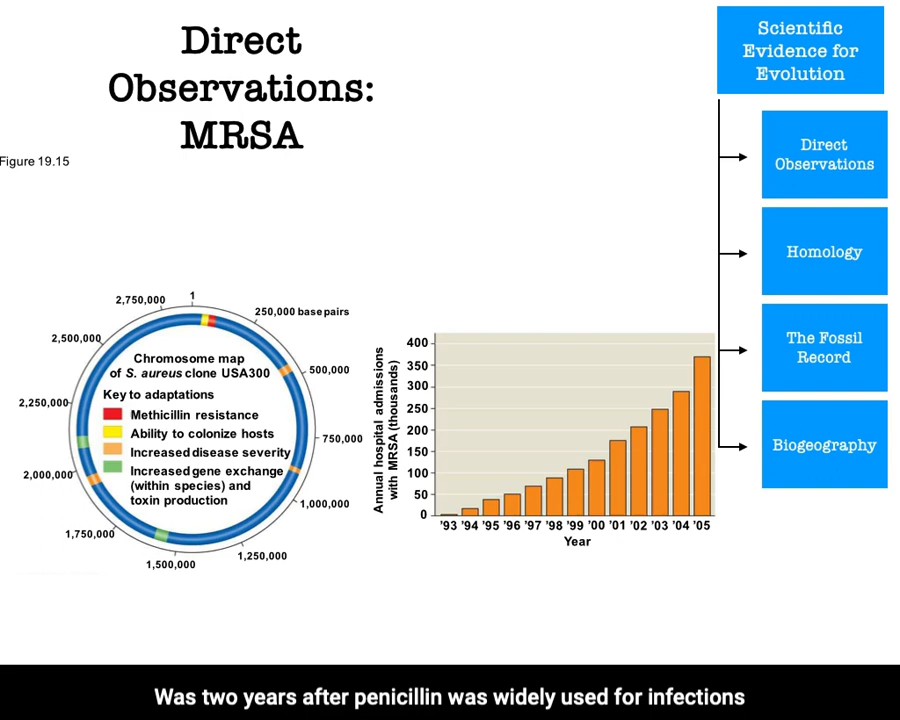 Direct
Observations:
MRSA
Figure 19.15
Scientific
Evidence for
Evolution
Direct
Observations
Homology
The Fossil
Record
Biogeography
1
250,000 base pairs
500,000
750,000
1,000,000
1,250,000
1,500,000
1,750,000
2,000,000
2,250,000
2,500,000
2,750,000
Chromosome map
of S. aureus clone USA300
Key to adaptations
Methicillin resistance
Ability to colonize hosts
Increased disease severity
Increased gene exchange
(within species) and
toxin production
Annual hospital admissions
with MRSA (thousands)
400
350
300
250
200
150
100
50
0
'93 '94 '95 '96 '97 '98 '99 '00 '01 '02 '03 '04 '05
Year
Was two years after penicillin was widely used for infections